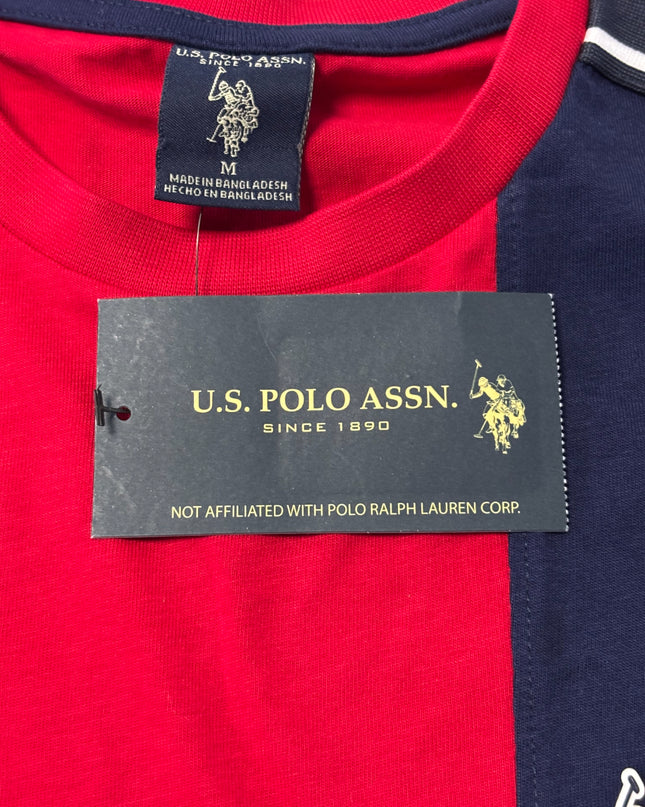 U.S. POLO ASSN.
SINCE 1890
M
MADE IN BANGLADESH
HECHO EN BANGLADESH
U.S. POLO ASSN.
SINCE 1890
NOT AFFILIATED WITH POLO RALPH LAUREN CORP.